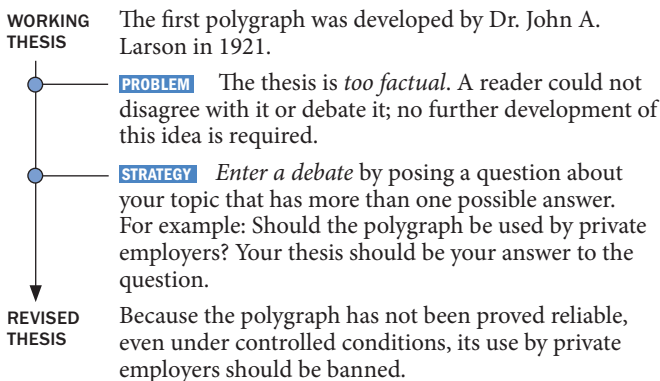 WORKING THESIS
The first polygraph was developed by Dr. John A.
Larson in 1921.
PROBLEM The thesis is too factual. A reader could not
disagree with it or debate it; no further development of
this idea is required.
STRATEGY Enter a debate by posing a question about
your topic that has more than one possible answer.
For example: Should the polygraph be used by private
employers? Your thesis should be your answer to the
question.
REVISED THESIS
Because the polygraph has not been proved reliable,
even under controlled conditions, its use by private
employers should be banned.